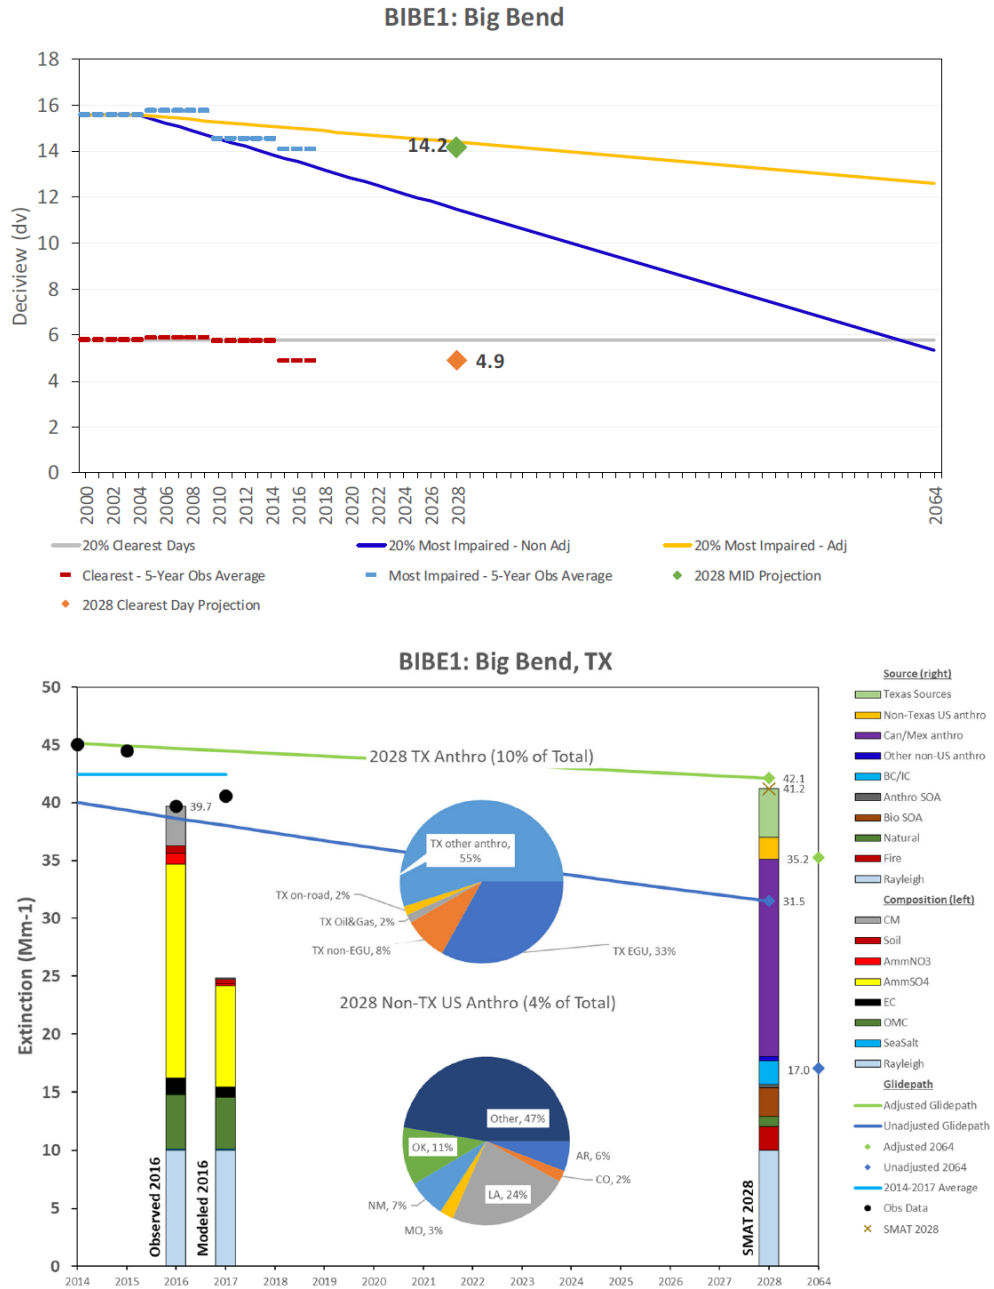 BIBE1: Big Bend
18
16
14
12
10
8
6
4
2
0
Deciview (dv)
14.2
4.9
2000
2002
2004
2006
2008
2010
2012
2014
2016
2018
2020
2022
2024
2026
2028
2064
20% Clearest Days
20% Most Impaired - Non Adj
20% Most Impaired - Adj
Clearest - 5-Year Obs Average
Most Impaired - 5-Year Obs Average
2028 MID Projection
2028 Clearest Day Projection
BIBE1: Big Bend, TX
50
45
40
35
30
25
20
15
10
5
0
Extinction (Mm-1)
39.7
Observed 2016
Modeled 2016
SMAT 2028
2028 TX Anthro (10% of Total)
TX other anthro,
55%
TX on-road, 2%
TX Oil&Gas, 2%
TX non-EGU, 8%
TX EGU, 33%
2028 Non-TX US Anthro (4% of Total)
Other, 47%
OK, 11%
AR, 6%
CO, 2%
LA, 24%
NM, 7%
MO, 3%
42.1
41.2
35.2
31.5
17.0
2014
2015
2016
2017
2018
2019
2020
2021
2022
2023
2024
2025
2026
2027
2028
2064
Source (right)
Texas Sources
Non-Texas US anthro
Can/Mex anthro
Other non-US anthro
BC/IC
Anthro SOA
Bio SOA
Natural
Fire
Rayleigh
Composition (left)
CM
Soil
AmmNO3
AmmSO4
EC
OMC
SeaSalt
Rayleigh
Glidepath
Adjusted Glidepath
Unadjusted Glidepath
Adjusted 2064
Unadjusted 2064
2014-2017 Average
Obs Data
SMAT 2028